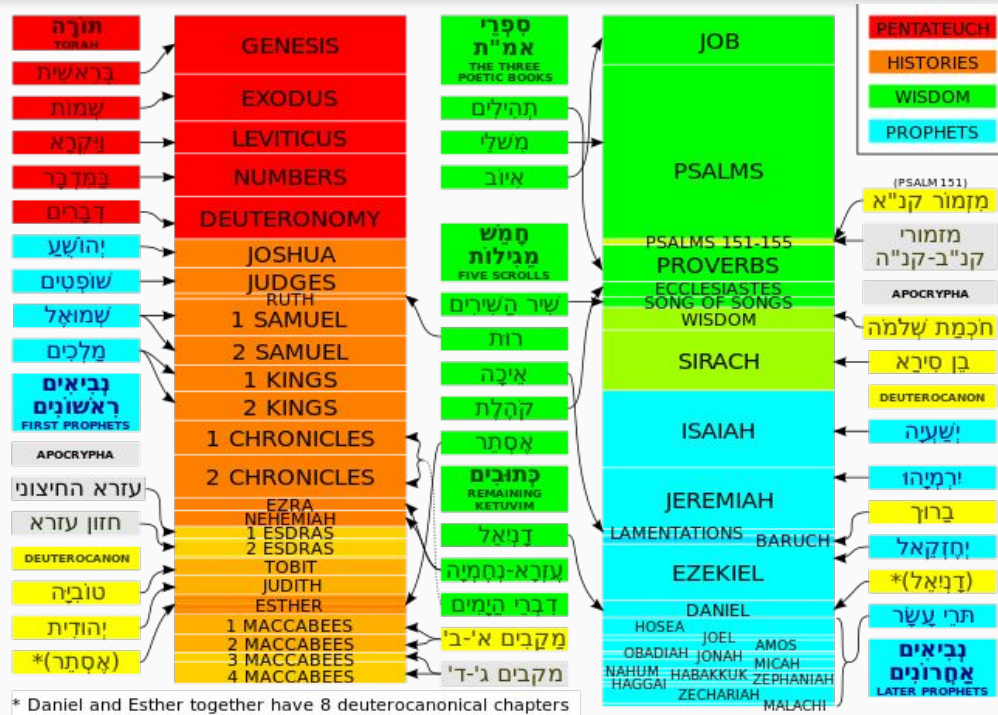 תּוֹרָה
TORAH
בְּרֵאשִׁית
שְׁמוֹת
וַיִּקְרָא
בַּמִּדְבָּר
דְּבָרִים
יְהוֹשֻׁעַ
שׁוֹפְטִים
שְׁמוּאֵל
מְלָכִים
נְבִיאִים
רִאשׁוֹנִים
FIRST PROPHETS
APOCRYPHA
עזרא החיצוני
חזון עזרא
DEUTEROCANON
טוֹבִיָּה
יְהוּדִית
(אֶסְתֵּר)*
GENESIS
EXODUS
LEVITICUS
NUMBERS
DEUTERONOMY
JOSHUA
JUDGES
RUTH
1 SAMUEL
2 SAMUEL
1 KINGS
2 KINGS
1 CHRONICLES
2 CHRONICLES
EZRA
NEHEMIAH
1 ESDRAS
2 ESDRAS
TOBIT
JUDITH
ESTHER
1 MACCABEES
2 MACCABEES
3 MACCABEES
4 MACCABEES
סִפְרֵי
אמ"ת
THE THREE
POETIC BOOKS
תְּהִילִים
מִשְׁלֵי
אִיּוֹב
חָמֵשׁ
מְגִילּוֹת
FIVE SCROLLS
שִׁיר הַשִּׁירִים
רוּת
אֵיכָה
קֹהֶלֶת
אֶסְתֵר
כְּתוּבִים
REMAINING
KETUVIM
דָּנִיֵּאל
עֶזְרָא-נְחֶמְיָה
דִּבְרֵי הַיָּמִים
מַקַבִּים א'-ב'
מקבים ג'-ד'
JOB
PSALMS
PSALMS 151-155
PROVERBS
ECCLESIASTES
SONG OF SONGS
WISDOM
SIRACH
ISAIAH
JEREMIAH
LAMENTATIONS
BARUCH
EZEKIEL
DANIEL
HOSEA
JOEL
AMOS
OBADIAH
JONAH
MICAH
NAHUM
HABAKKUK
ZEPHANIAH
HAGGAI
ZECHARIAH
MALACHI
PENTATEUCH
HISTORIES
WISDOM
PROPHETS
(PSALM 151)
מִזְמוֹר קנ"א
מזמורי
קנ"ב-קנ"ה
APOCRYPHA
חׇכְמַת שְׁלֹמֹה
בֶּן סִירָא
DEUTEROCANON
יְשַׁעְיָה
יִרְמְיָהוּ
בָּרוּךְ
יְחֶזְקֵאל
(דָּנִיֵּאל)*
תְּרֵי עֲשָׂר
נְבִיאִים
אַחֲרוֹנִים
LATER PROPHETS
* Daniel and Esther together have 8 deuterocanonical chapters